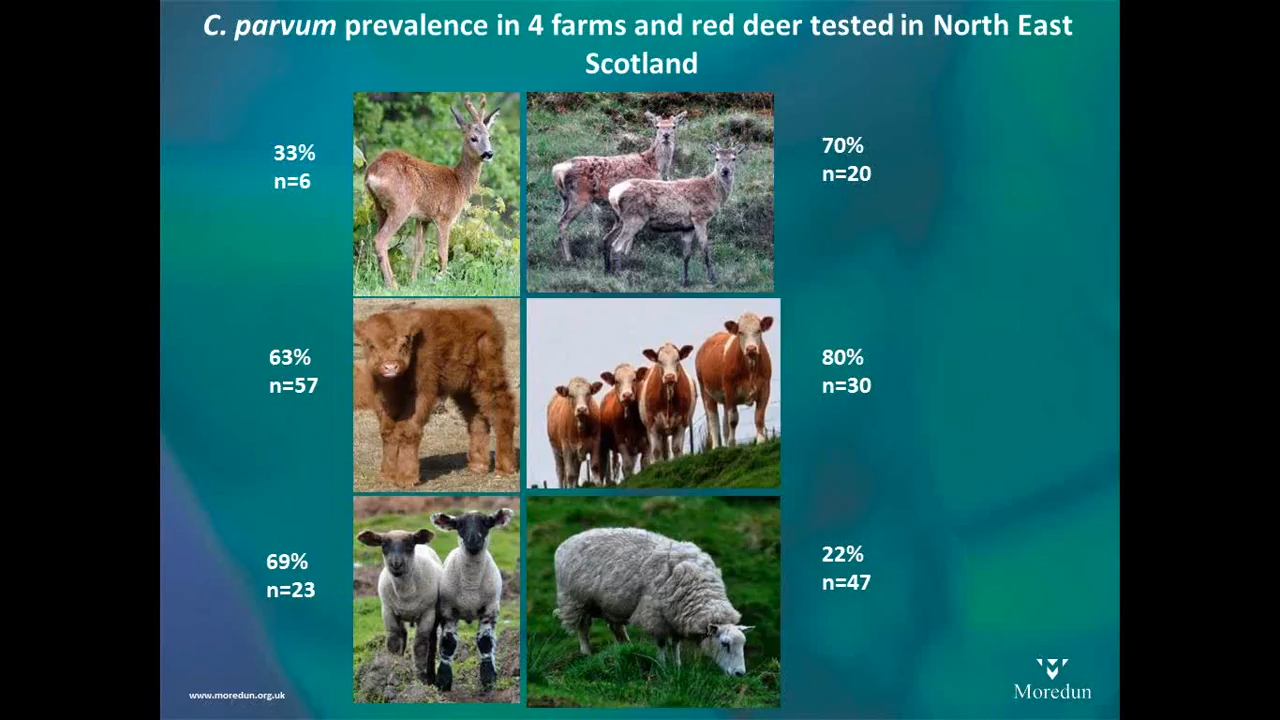 C. parvum prevalence in 4 farms and red deer tested in North East
Scotland
33%
n=6
70%
n=20
63%
n=57
80%
n=30
69%
n=23
22%
n=47
www.moredun.org.uk
Moredun